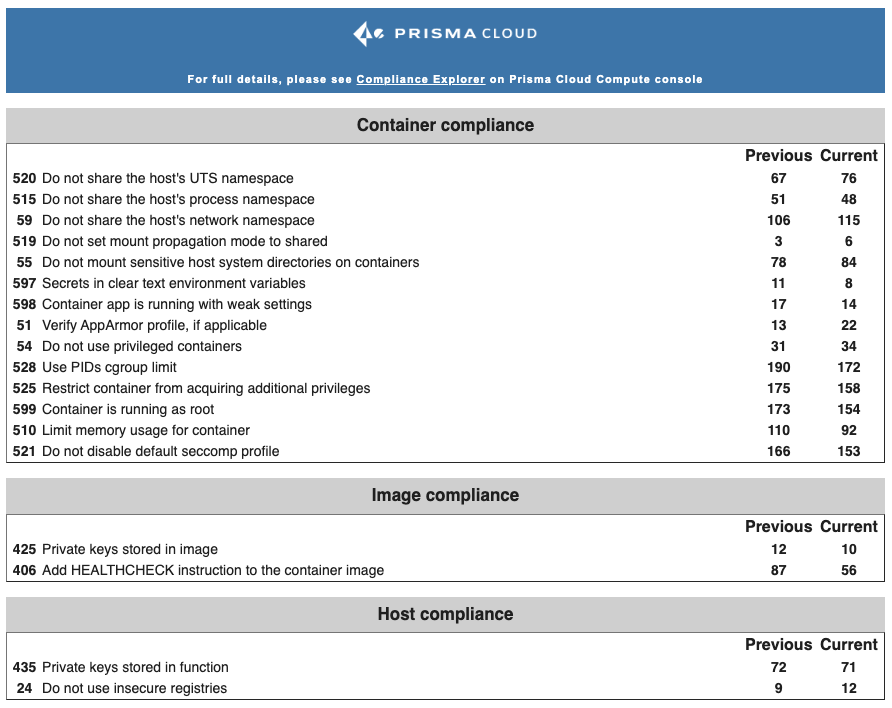 PRISMA CLOUD
For full details, please see Compliance Explorer on Prisma Cloud Compute console
Container compliance
Previous Current
520 Do not share the host's UTS namespace 67 76
515 Do not share the host's process namespace 51 48
59 Do not share the host's network namespace 106 115
519 Do not set mount propagation mode to shared 3 6
55 Do not mount sensitive host system directories on containers 78 84
597 Secrets in clear text environment variables 11 8
598 Container app is running with weak settings 17 14
51 Verify AppArmor profile, if applicable 13 22
54 Do not use privileged containers 31 34
528 Use PIDs cgroup limit 190 172
525 Restrict container from acquiring additional privileges 175 158
599 Container is running as root 173 154
510 Limit memory usage for container 110 92
521 Do not disable default seccomp profile 166 153
Image compliance
Previous Current
425 Private keys stored in image 12 10
406 Add HEALTHCHECK instruction to the container image 87 56
Host compliance
Previous Current
435 Private keys stored in function 72 71
24 Do not use insecure registries 9 12